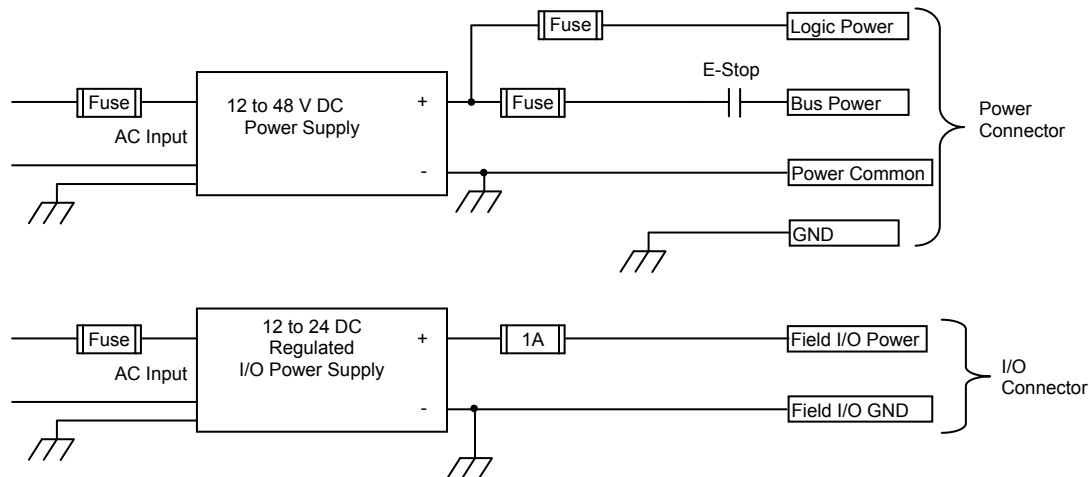 Fuse
Logic Power
E-Stop
Fuse
12 to 48 V DC
Power Supply
+
Fuse
Bus Power
AC Input
Power
Connector
-
Power Common
GND
Fuse
12 to 24 DC
Regulated
I/O Power Supply
+
1A
Field I/O Power
AC Input
I/O
Connector
-
Field I/O GND